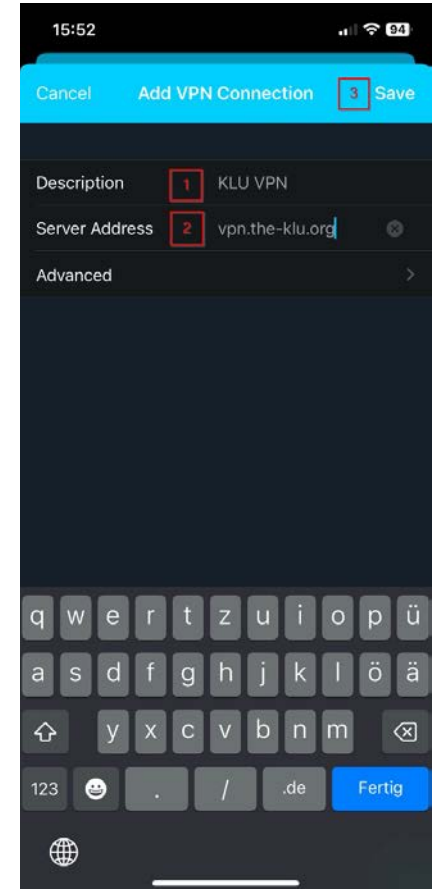 15:52 94
Cancel Add VPN Connection 3 Save
Description 1 KLU VPN
Server Address 2 vpn.the-klu.org
Advanced
q w e r t z u i o p ü
a s d f g h j k l ö ä
y x c v b n m
123 . / .de Fertig